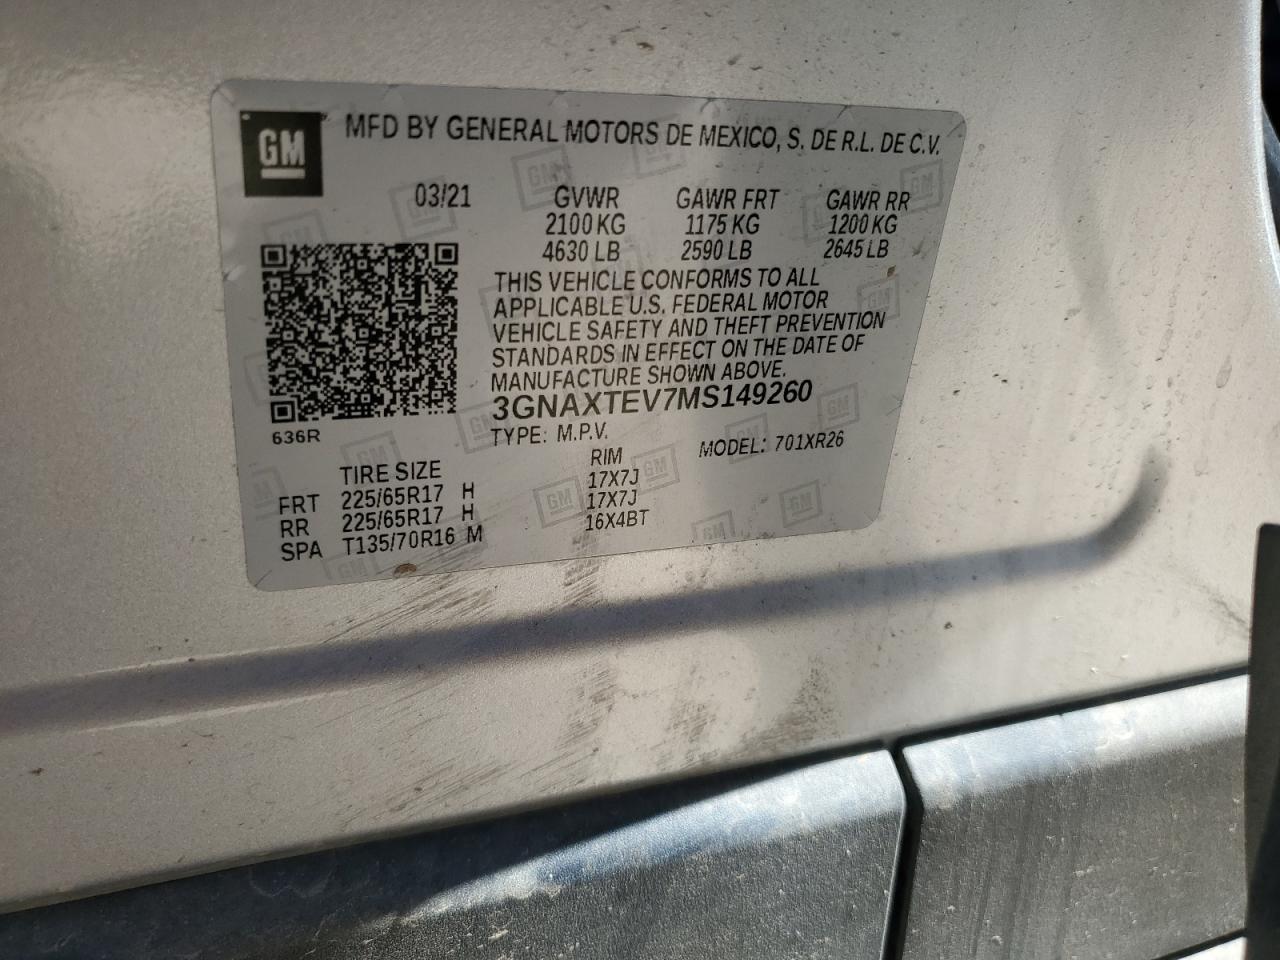 GM
MFD BY GENERAL MOTORS DE MEXICO, S. DE R.L. DE C.V.
03/21 GVWR GAWR FRT GAWR RR
2100 KG 1175 KG 1200 KG
4630 LB 2590 LB 2645 LB
THIS VEHICLE CONFORMS TO ALL
APPLICABLE U.S. FEDERAL MOTOR
VEHICLE SAFETY AND THEFT PREVENTION
STANDARDS IN EFFECT ON THE DATE OF
MANUFACTURE SHOWN ABOVE.
3GNAXTEV7MS149260
636R
TYPE: M.P.V. MODEL: 701XR26
TIRE SIZE RIM
FRT 225/65R17 H 17X7J
RR 225/65R17 H 17X7J
SPA T135/70R16 M 16X4BT